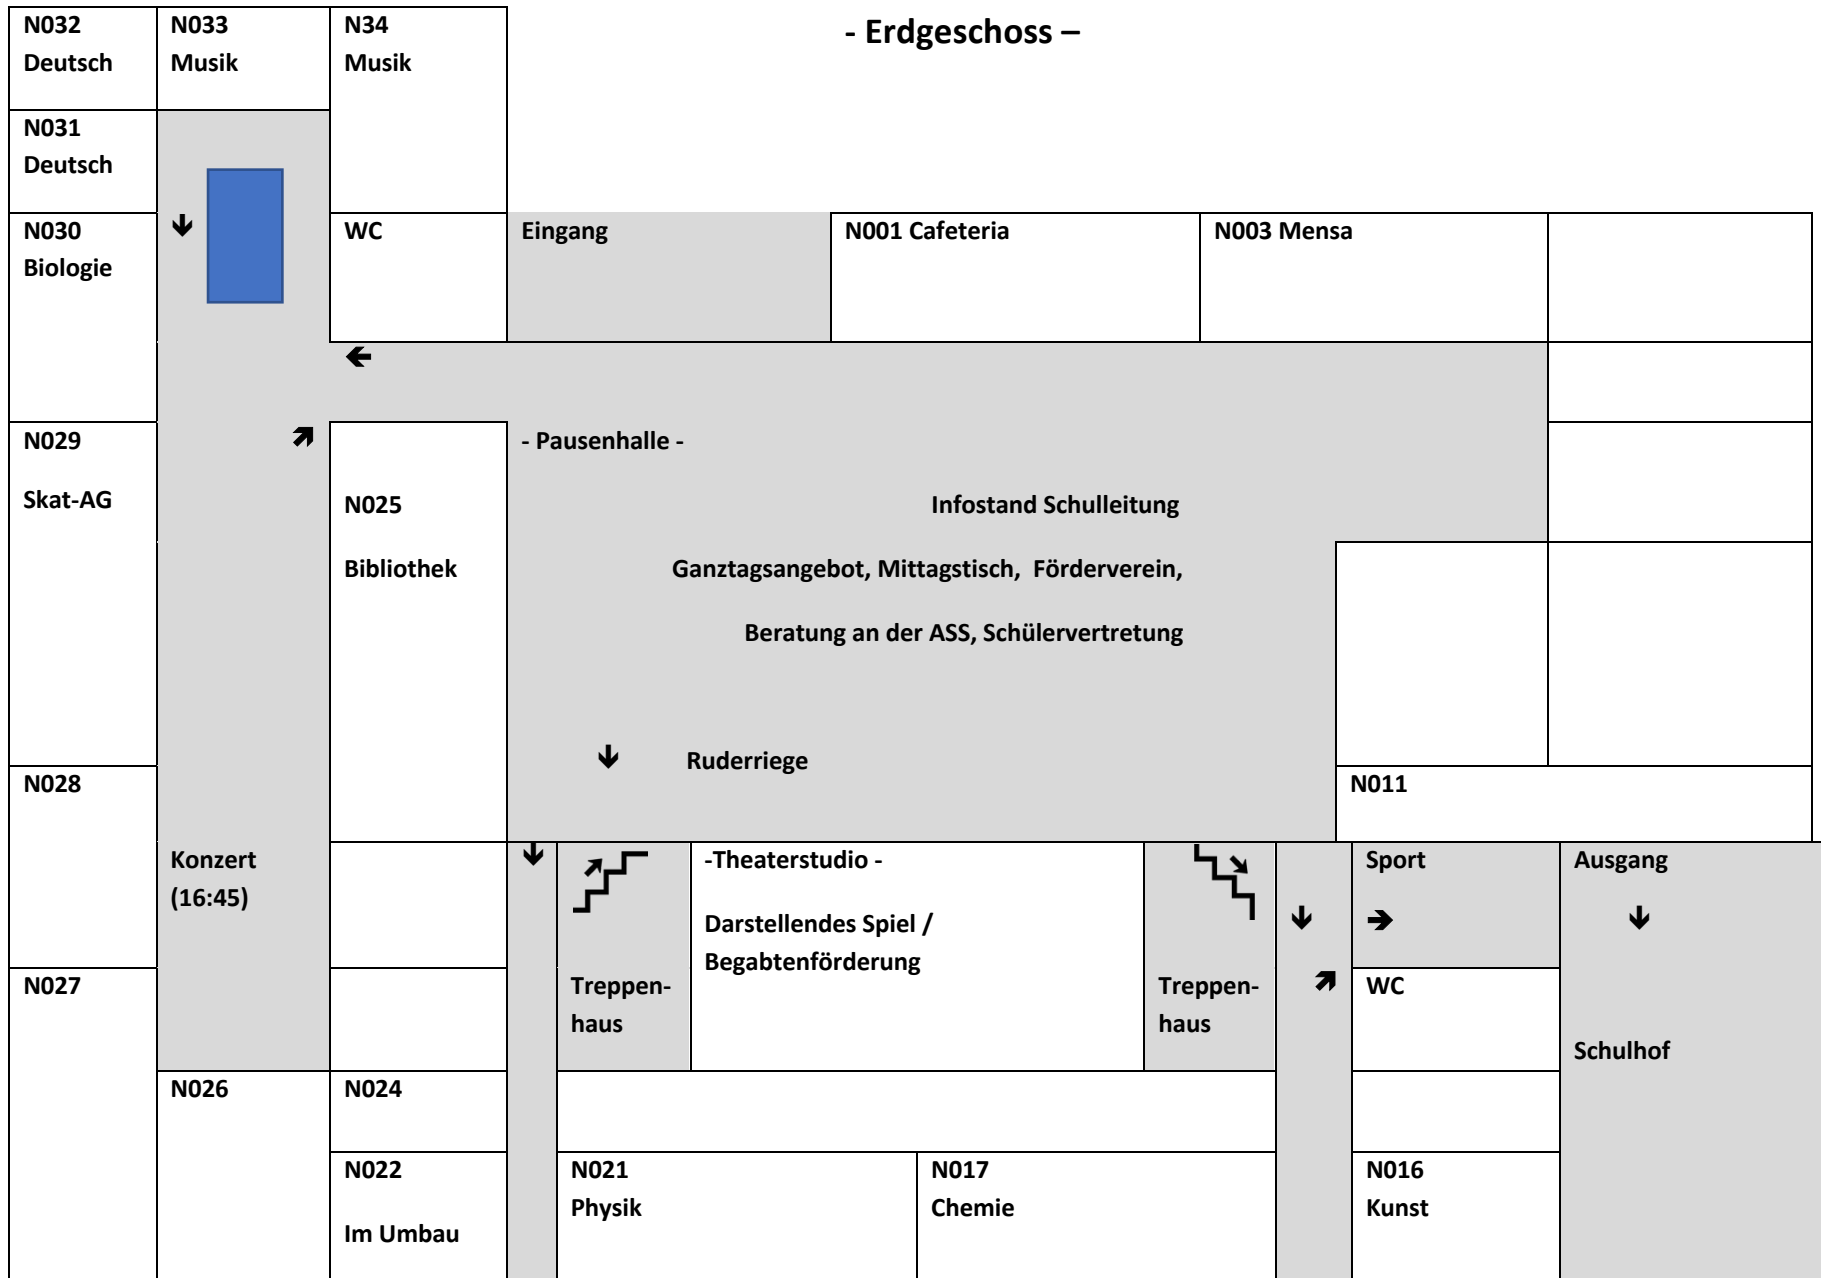 - Erdgeschoss –
N032
Deutsch
N033
Musik
N34
Musik
N031
Deutsch
N030
Biologie
WC
Eingang
N001 Cafeteria
N003 Mensa
N029
Skat-AG
N025
Bibliothek
- Pausenhalle -
Infostand Schulleitung
Ganztagsangebot, Mittagstisch, Förderverein,
Beratung an der ASS, Schülervertretung
Ruderriege
N028
N011
Konzert
(16:45)
-Theaterstudio -
Darstellendes Spiel /
Begabtenförderung
Sport
Ausgang
N027
Treppen-
haus
Treppen-
haus
WC
Schulhof
N026
N024
N022
Im Umbau
N021
Physik
N017
Chemie
N016
Kunst